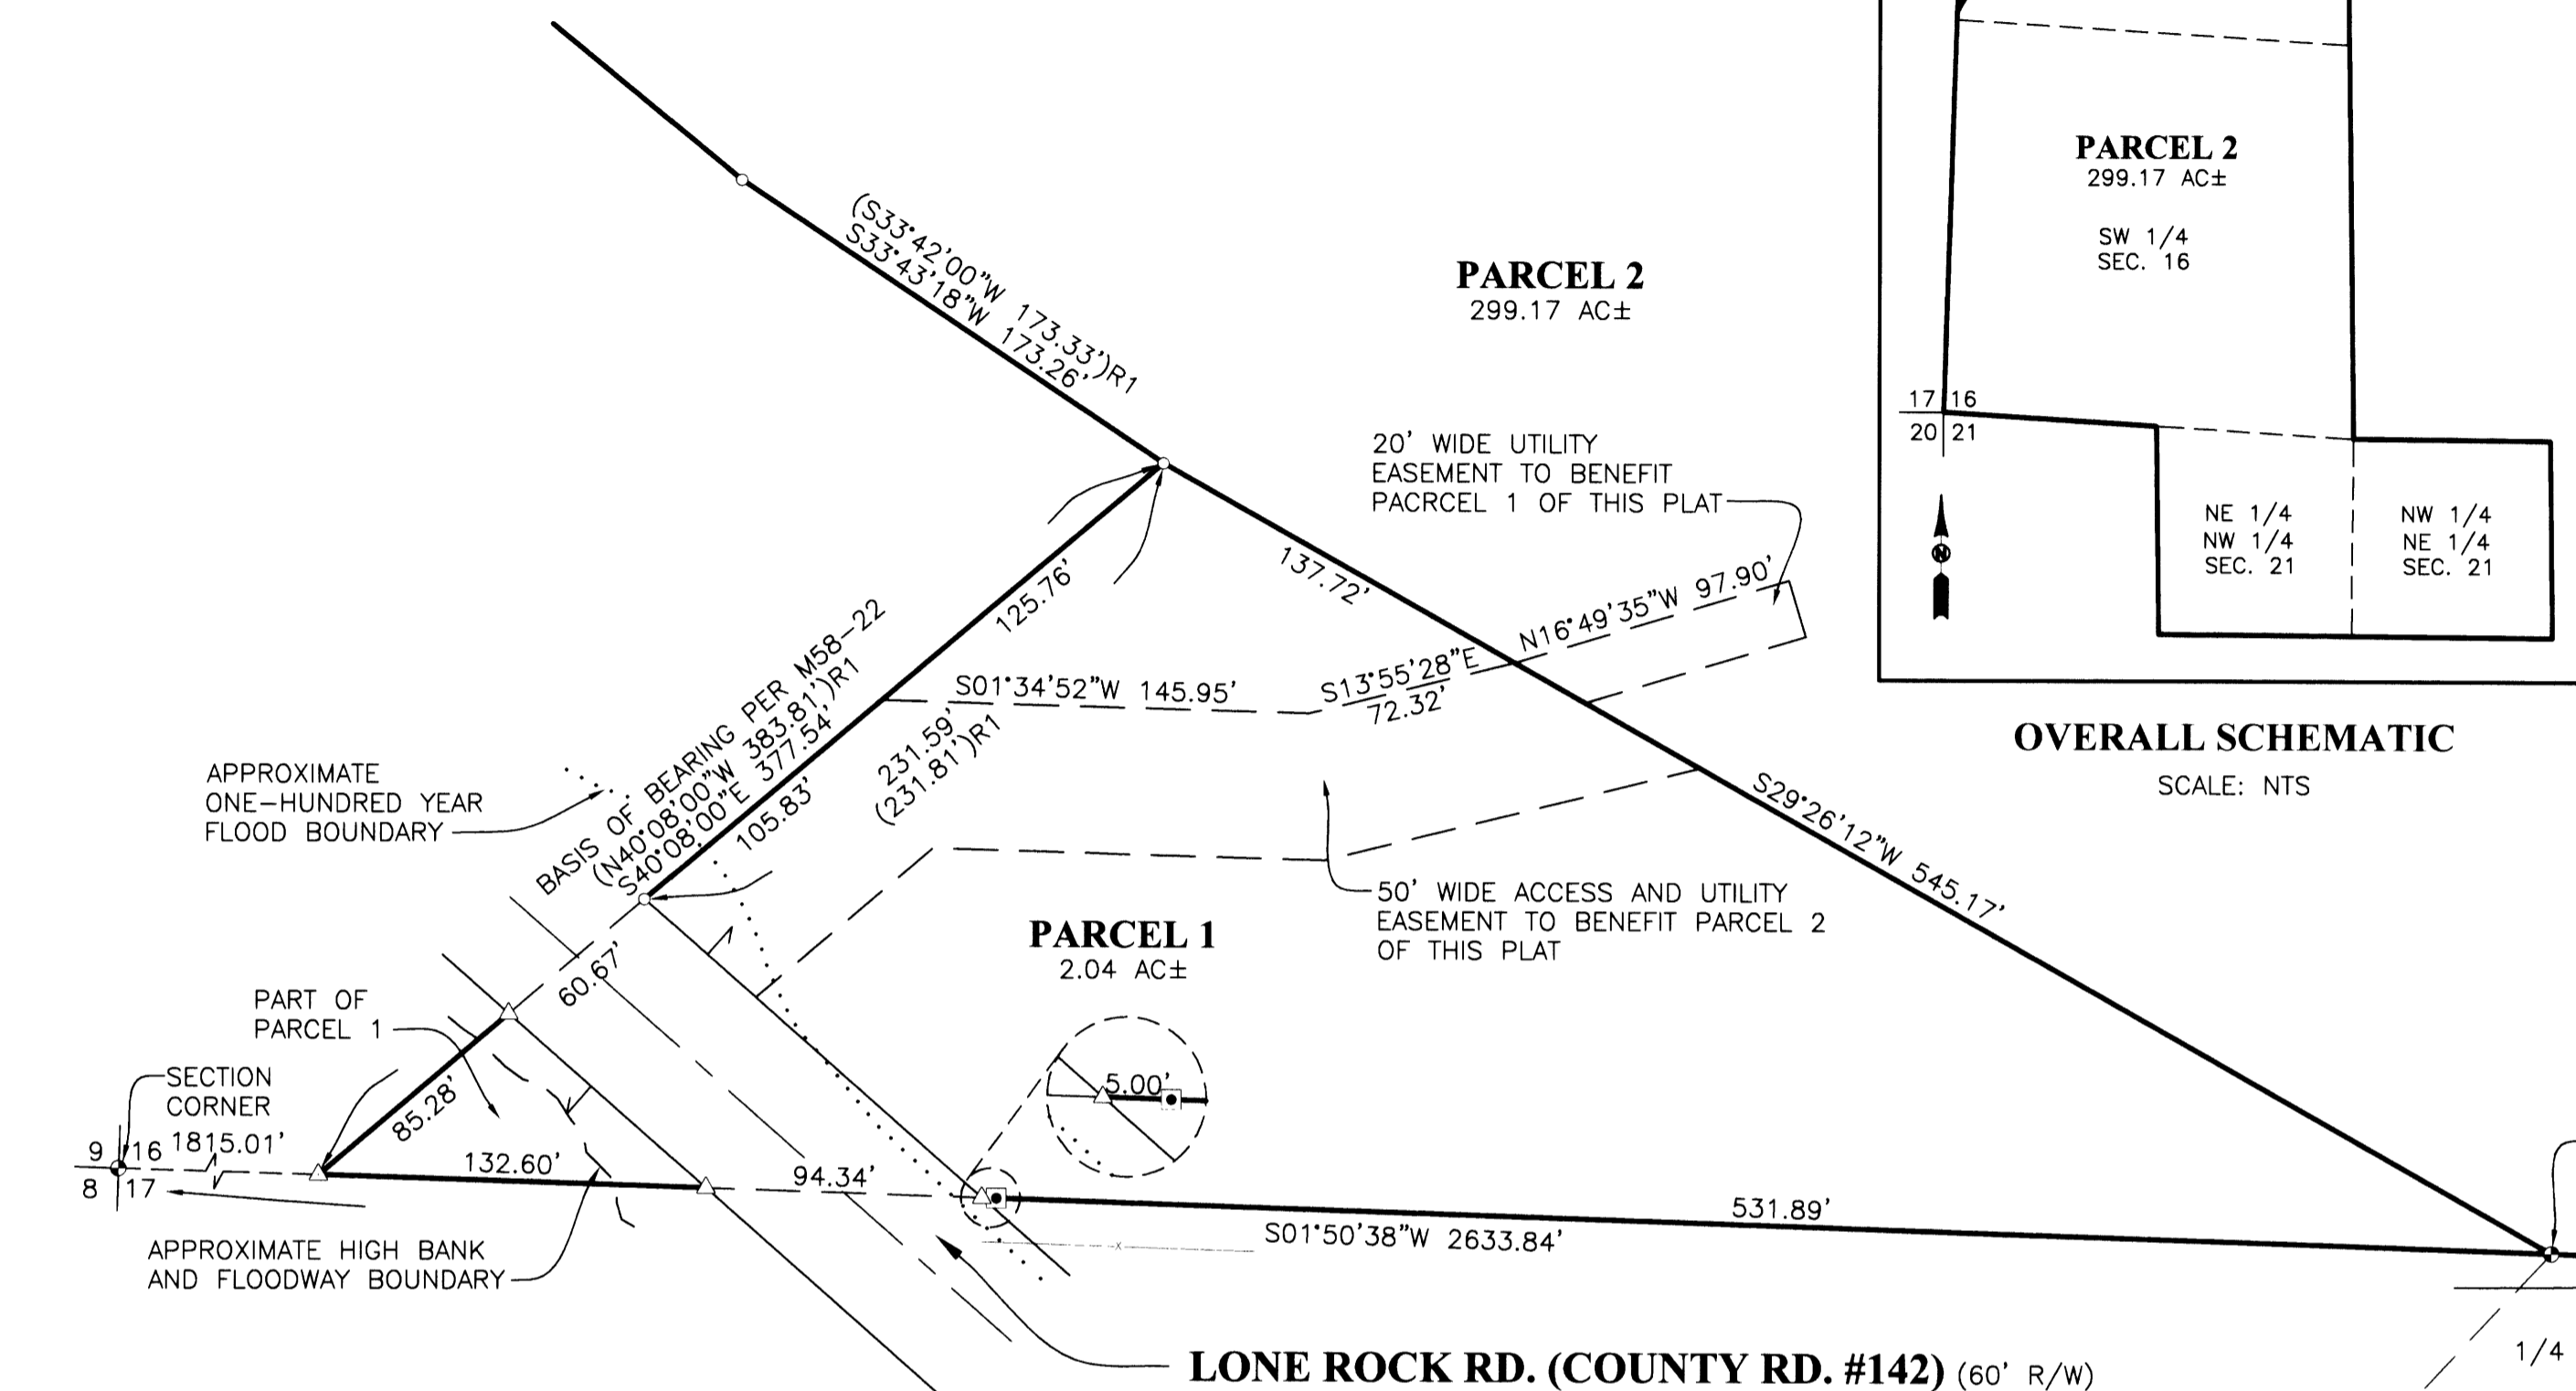 (S33°42'00"W 173.33')R1
S33°43'18"W 173.26'
PARCEL 2
299.17 AC±
20' WIDE UTILITY
EASEMENT TO BENEFIT
PACRCEL 1 OF THIS PLAT
137.72'
N16°49'35"W 97.90'
S13°55'28"E
72.32'
S01°34'52"W 145.95'
125.76'
BASIS OF BEARING PER M58-22
(N40°08'00"W 383.81')R1
S40°08'00"E 377.54'
105.83'
231.59'
(231.81')R1
APPROXIMATE
ONE-HUNDRED YEAR
FLOOD BOUNDARY
S29°26'12"W 545.17'
50' WIDE ACCESS AND UTILITY
EASEMENT TO BENEFIT PARCEL 2
OF THIS PLAT
PARCEL 1
2.04 AC±
60.67'
PART OF
PARCEL 1
SECTION
CORNER
85.28'
5.00'
9 16
8 17
1815.01'
132.60'
94.34'
531.89'
S01°50'38"W 2633.84'
APPROXIMATE HIGH BANK
AND FLOODWAY BOUNDARY
LONE ROCK RD. (COUNTY RD. #142) (60' R/W)
1/4
PARCEL 2
299.17 AC±
SW 1/4
SEC. 16
17 16
20 21
N
NE 1/4
NW 1/4
SEC. 21
NW 1/4
NE 1/4
SEC. 21
OVERALL SCHEMATIC
SCALE: NTS